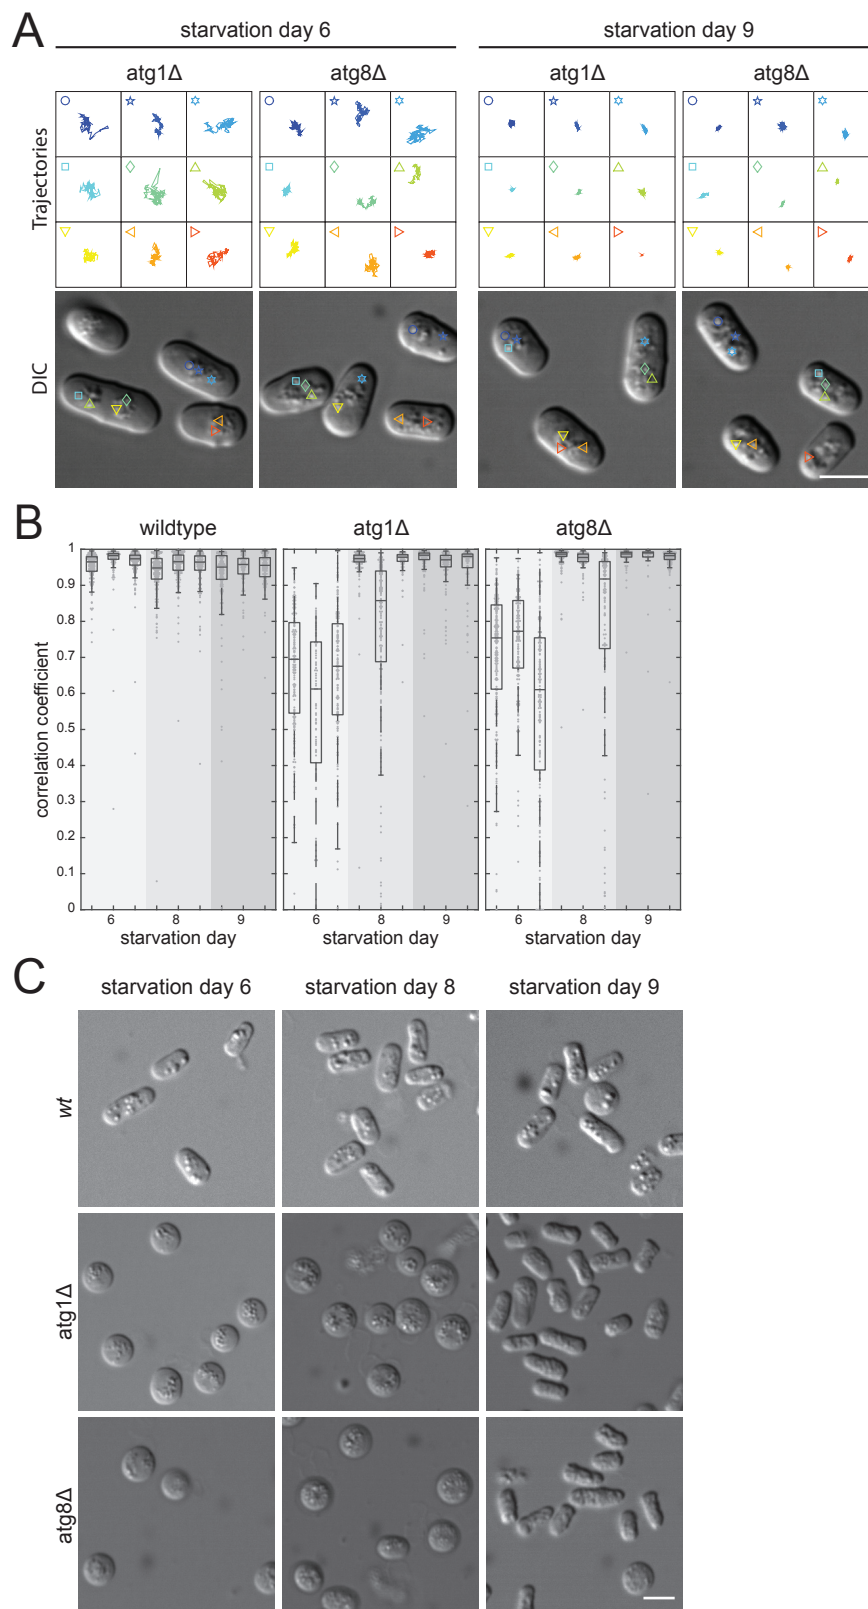 A
starvation day 6
starvation day 9
atg1Δ
atg8Δ
atg1Δ
atg8Δ
Trajectories
DIC
B
wildtype
atg1Δ
atg8Δ
correlation coefficient
1
0.9
0.8
0.7
0.6
0.5
0.4
0.3
0.2
0.1
0
6
8
9
6
8
9
6
8
9
starvation day
starvation day
starvation day
C
starvation day 6
starvation day 8
starvation day 9
wt
atg1Δ
atg8Δ